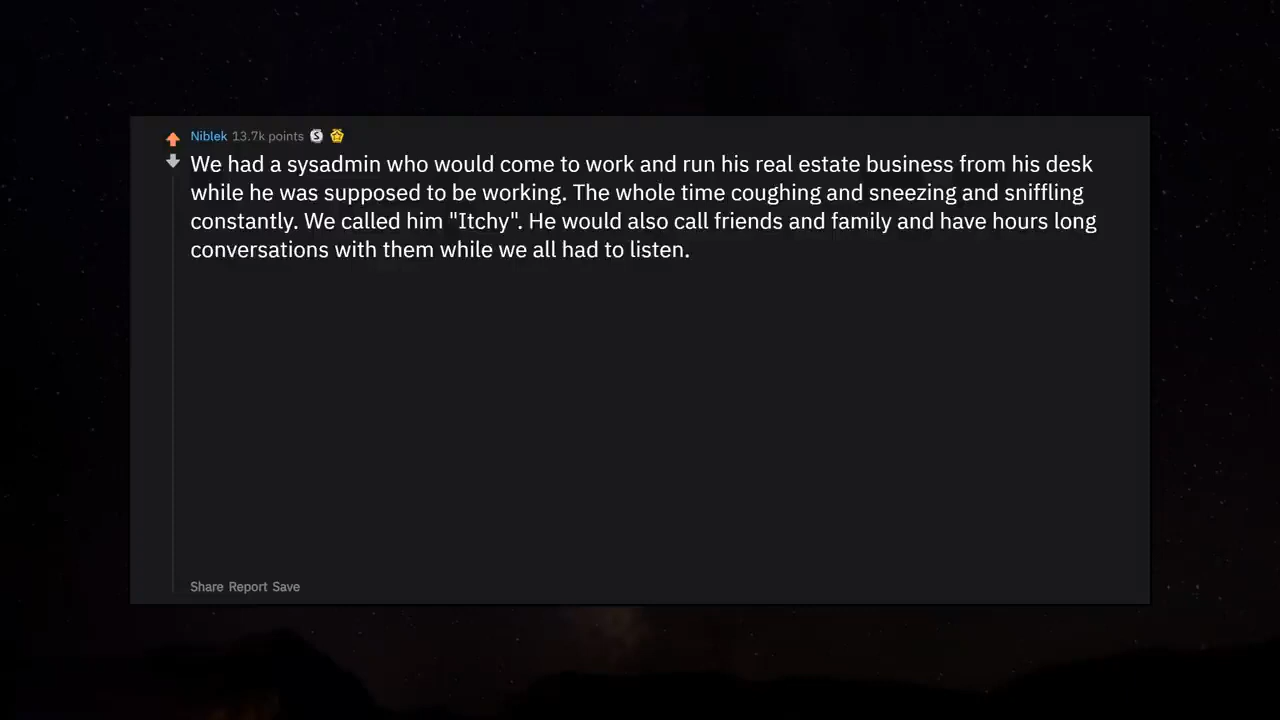 Niblek 13.7k points
We had a sysadmin who would come to work and run his real estate business from his desk
while he was supposed to be working. The whole time coughing and sneezing and sniffling
constantly. We called him "Itchy". He would also call friends and family and have hours long
conversations with them while we all had to listen.
Share Report Save